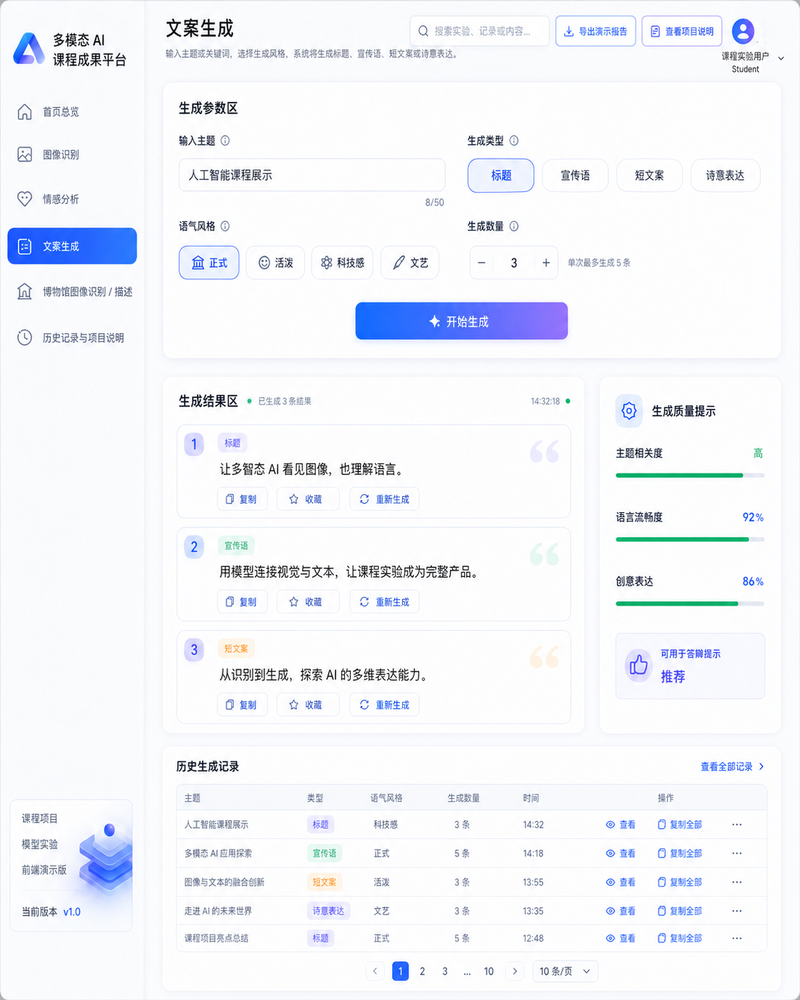 多模态 AI
课程成果平台
首页总览
图像识别
情感分析
文案生成
博物馆图像识别 / 描述
历史记录与项目说明
课程项目
模型实验
前端演示版
当前版本 v1.0
文案生成
输入主题或关键词，选择生成风格，系统将生成标题、宣传语、短文案或诗意表达。
搜索实验、记录或内容...
导出演示报告
查看项目说明
课程实验用户
Student
生成参数区
输入主题
人工智能课程展示
8/50
生成类型
标题 宣传语 短文案 诗意表达
语气风格
正式 活泼 科技感 文艺
生成数量
− 3 + 单次最多生成 5 条
开始生成
生成结果区 已生成 3 条结果 14:32:18
1 标题
让多智态 AI 看见图像，也理解语言。
复制 收藏 重新生成
2 宣传语
用模型连接视觉与文本，让课程实验成为完整产品。
复制 收藏 重新生成
3 短文案
从识别到生成，探索 AI 的多维表达能力。
复制 收藏 重新生成
生成质量提示
主题相关度 高
语言流畅度 92%
创意表达 86%
可用于答辩提示
推荐
历史生成记录 查看全部记录
主题 类型 语气风格 生成数量 时间 操作
人工智能课程展示 标题 科技感 3 条 14:32 查看 复制全部 ...
多模态 AI 应用探索 宣传语 正式 5 条 14:18 查看 复制全部 ...
图像与文本的融合创新 短文案 活泼 3 条 13:55 查看 复制全部 ...
走进 AI 的未来世界 诗意表达 文艺 3 条 13:35 查看 复制全部 ...
课程项目亮点总结 标题 正式 5 条 12:48 查看 复制全部 ...
1 2 3 ... 10 10 条/页